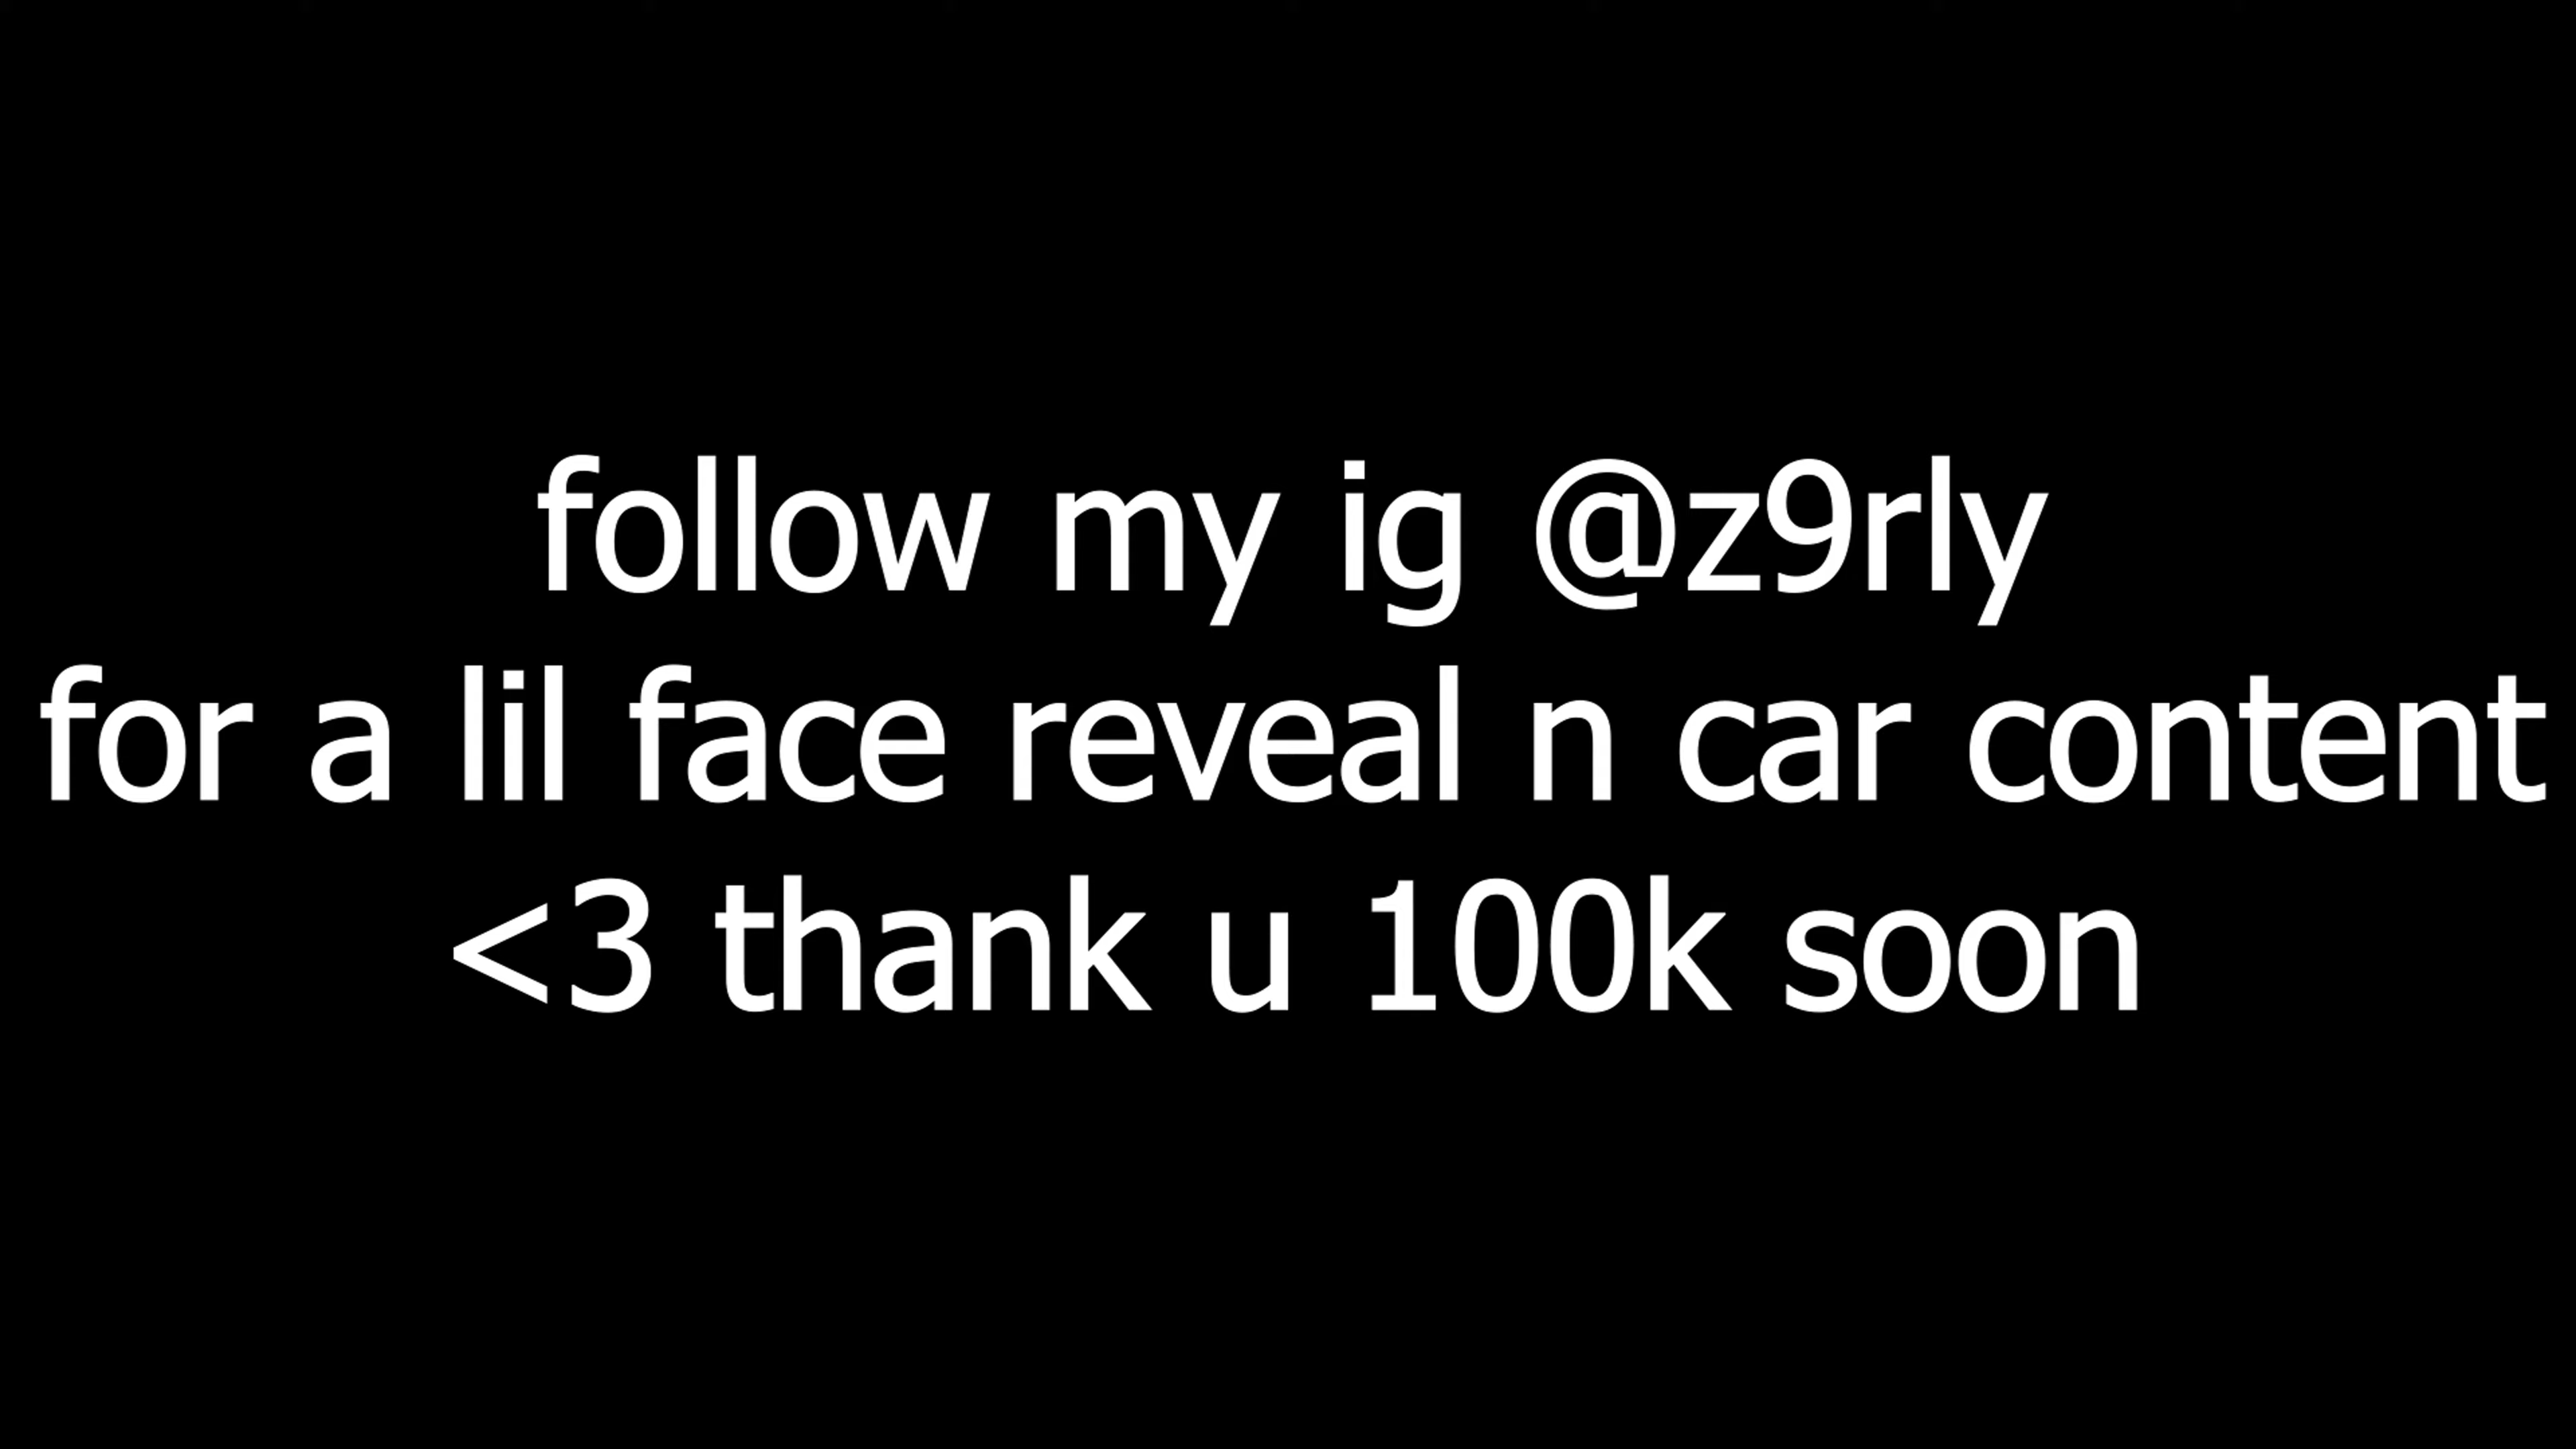 follow my ig @z9rly
for a lil face reveal n car content
<3 thank u 100k soon